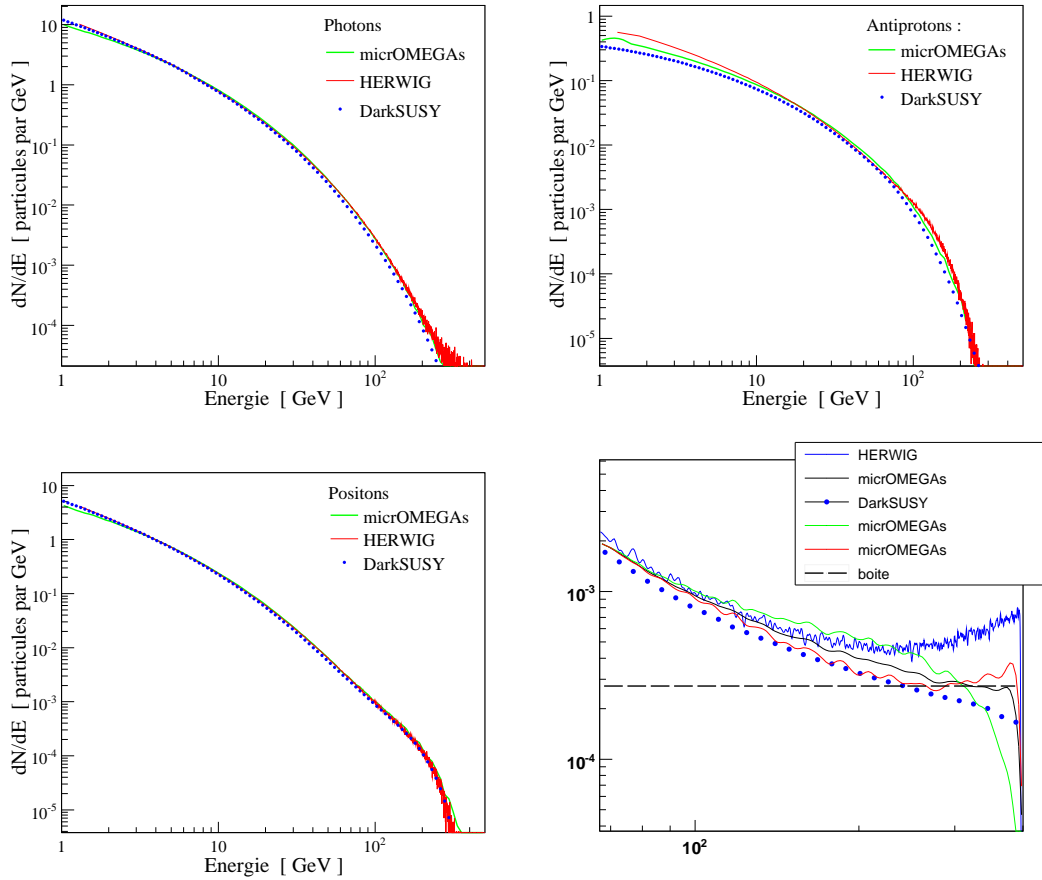 Photons
micrOMEGAs
HERWIG
DarkSUSY
dN/dE [ particules par GeV ]
10
1
10⁻¹
10⁻²
10⁻³
10⁻⁴
1
10
10²
Energie [ GeV ]
Antiprotons :
micrOMEGAs
HERWIG
DarkSUSY
dN/dE [ particules par GeV ]
1
10⁻¹
10⁻²
10⁻³
10⁻⁴
10⁻⁵
1
10
10²
Energie [ GeV ]
Positons
micrOMEGAs
HERWIG
DarkSUSY
dN/dE [ particules par GeV ]
10
1
10⁻¹
10⁻²
10⁻³
10⁻⁴
10⁻⁵
1
10
10²
Energie [ GeV ]
HERWIG
micrOMEGAs
DarkSUSY
micrOMEGAs
micrOMEGAs
boite
10⁻³
10⁻⁴
10²